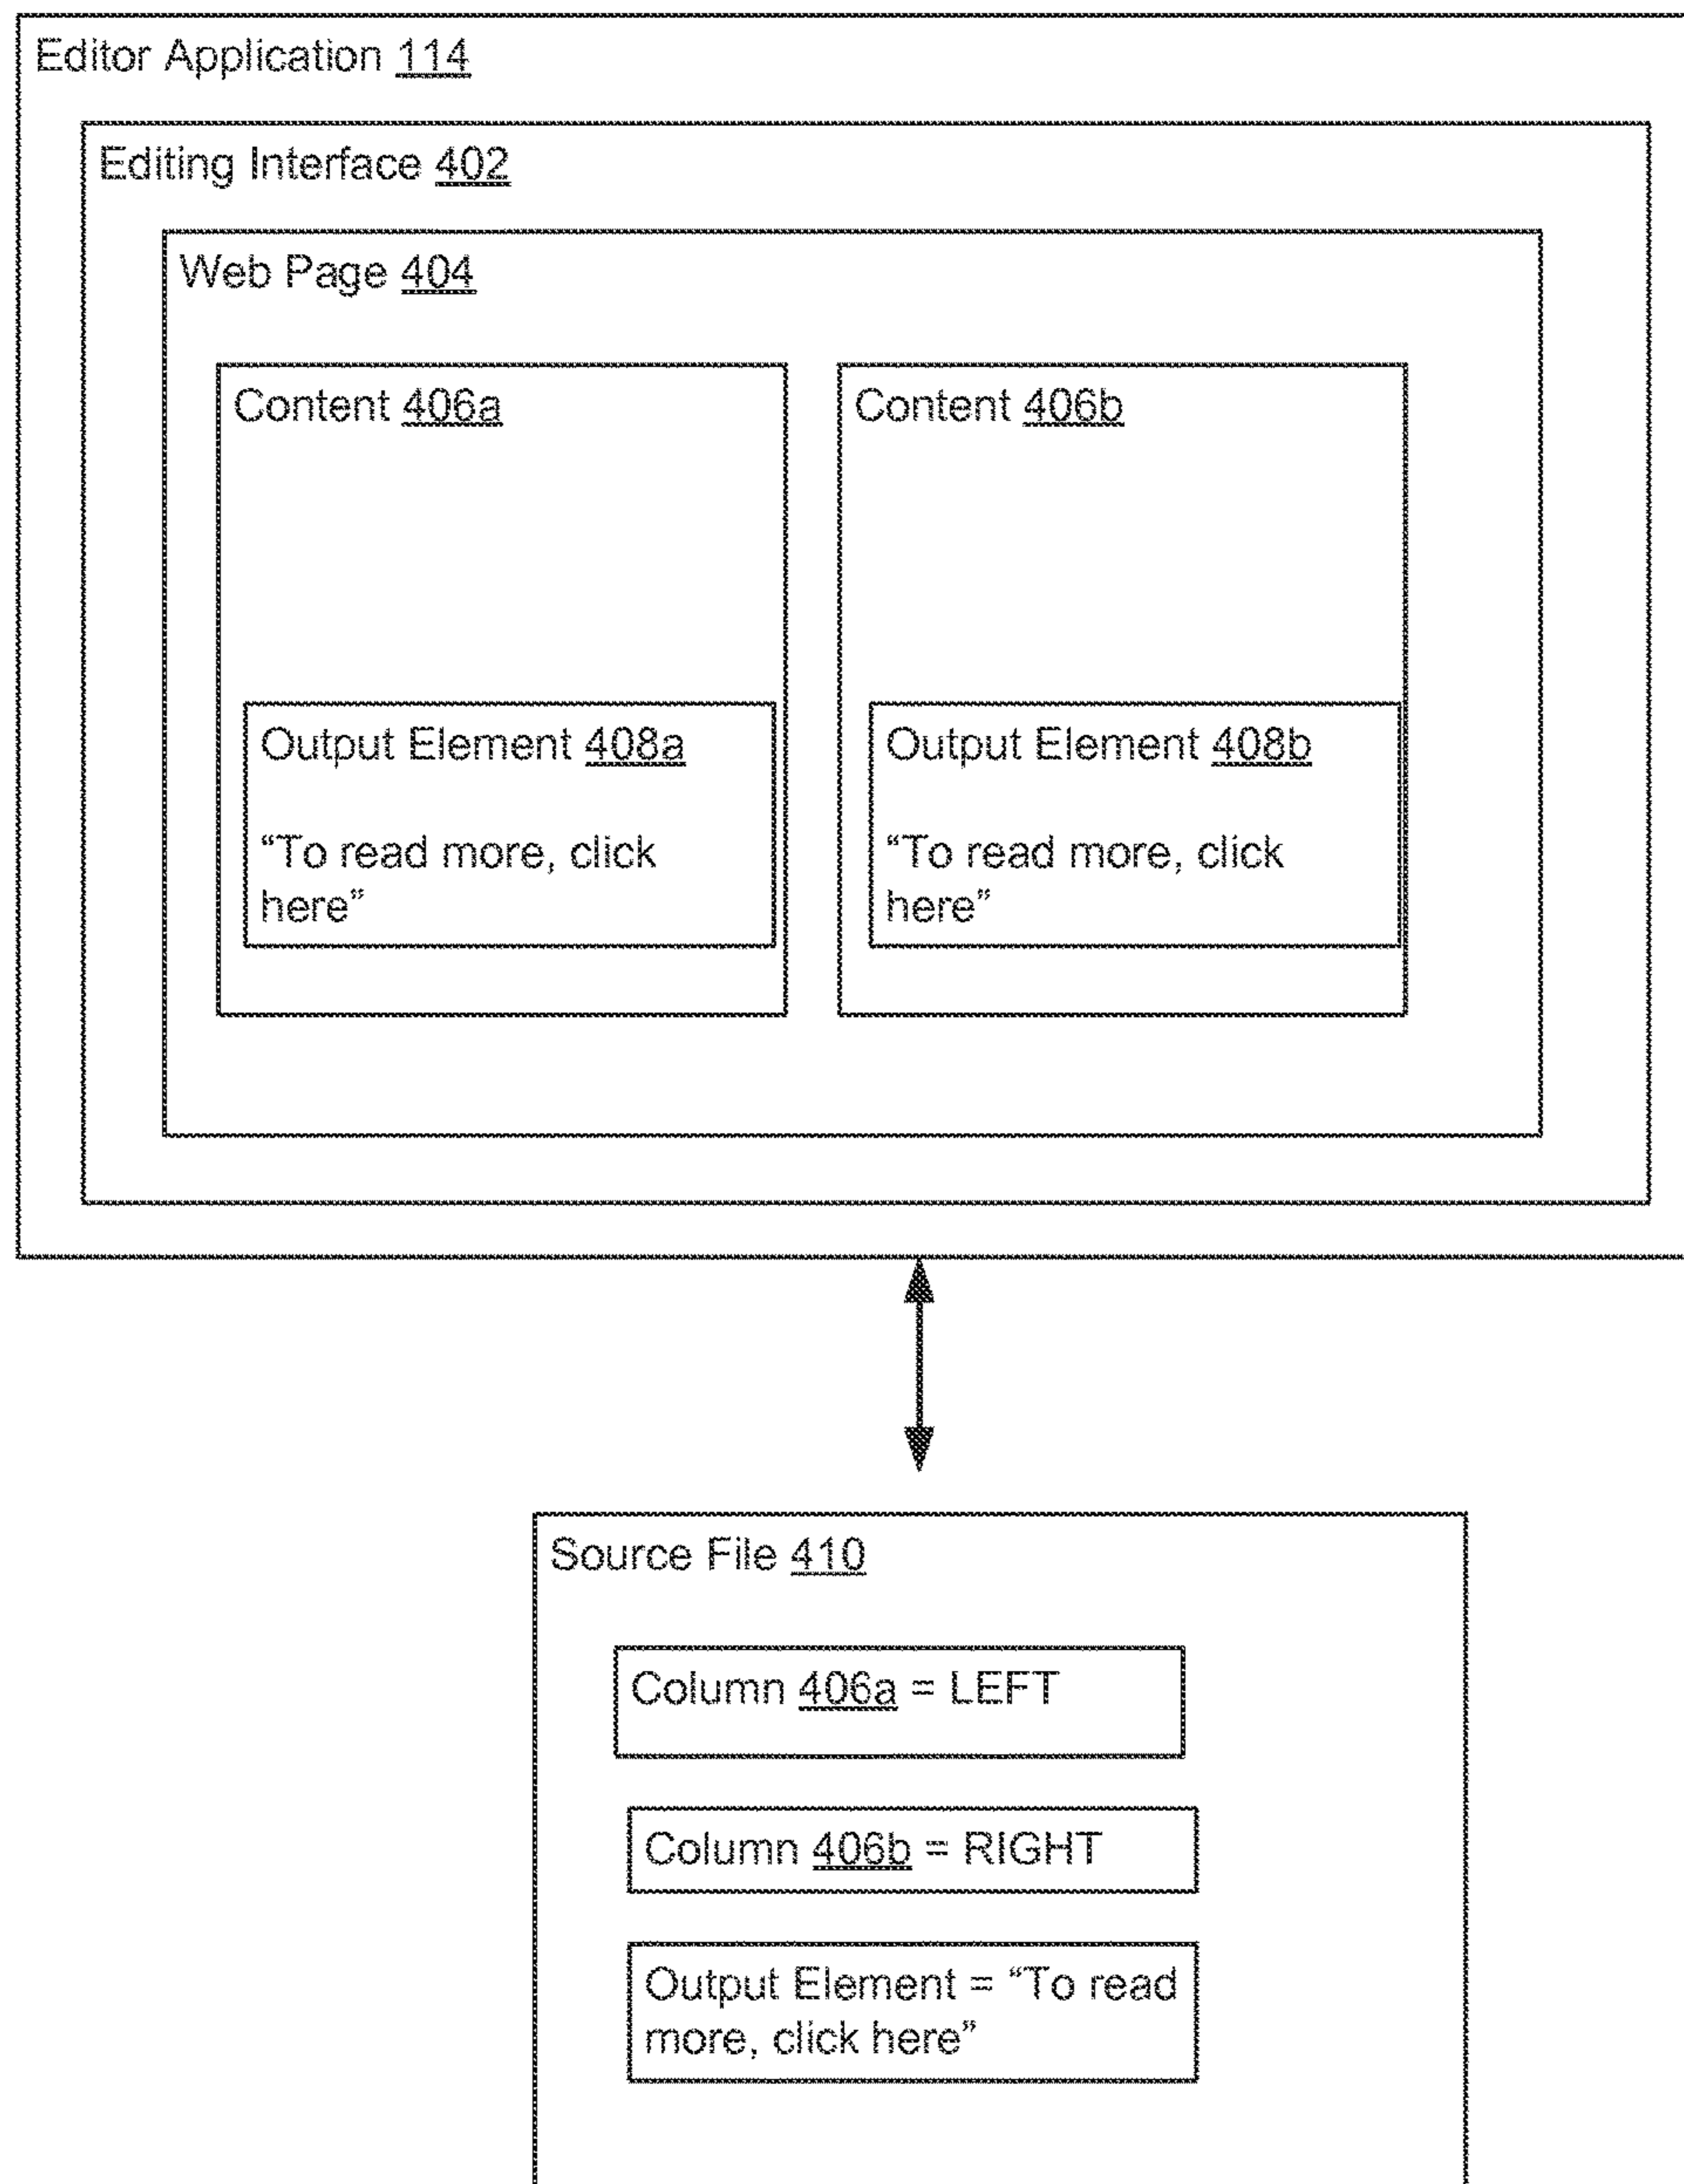 Editor Application 114
Editing Interface 402
Web Page 404
Content 406a
Content 406b
Output Element 408a
“To read more, click
here”
Output Element 408b
“To read more, click
here”
Source File 410
Column 406a = LEFT
Column 406b = RIGHT
Output Element = “To read
more, click here”